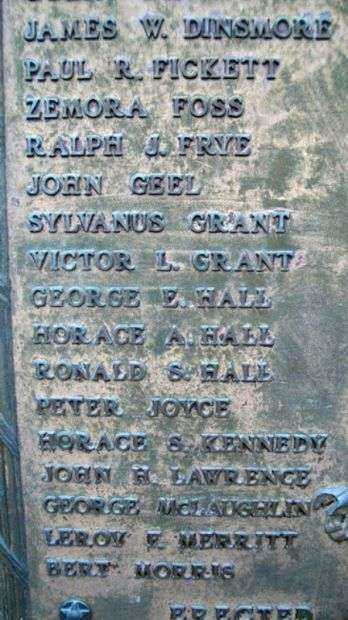 JAMES W. DINSMORE
PAUL R. FICKETT
ZEMORA FOSS
RALPH J. FRYE
JOHN GEEL
SYLVANUS GRANT
VICTOR L. GRANT
GEORGE E. HALL
HORACE A. HALL
RONALD S. HALL
PETER JOYCE
HORACE S. KENNEDY
JOHN H. LAWRENCE
GEORGE MCLAUGHLIN
LEROY F. MERRITT
BERT MORRIS
ERECTED